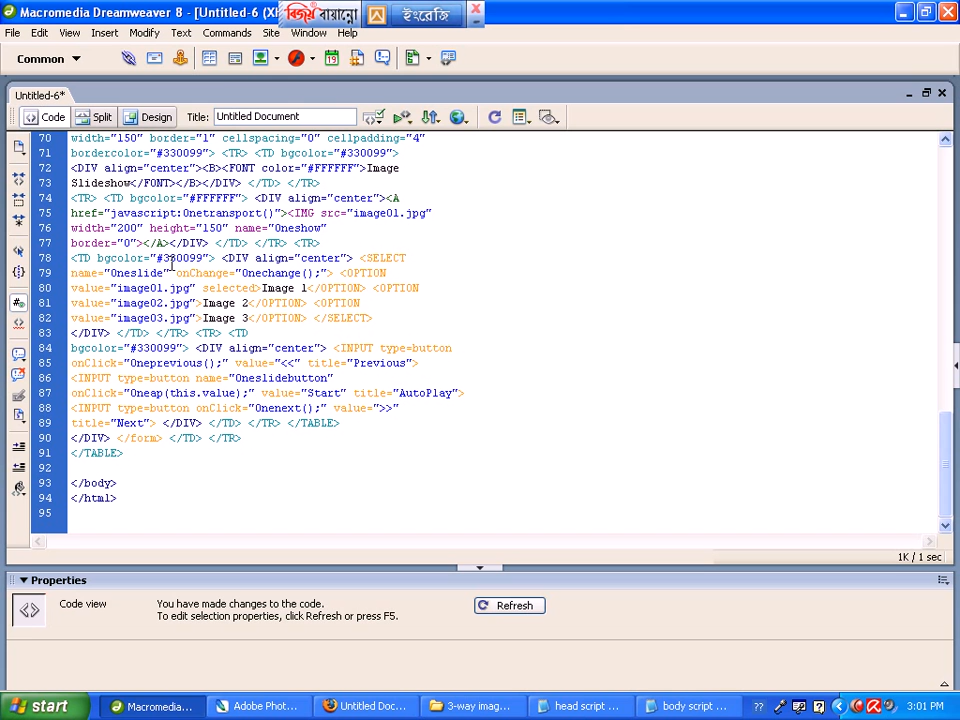 Macromedia Dreamweaver 8 - [Untitled-6 (X
বিজয় বায়ান্নো
ইংরেজি
File Edit View Insert Modify Text Commands Site Window Help
Common
Untitled-6*
Code Split Design Title: Untitled Document
70 width="150" border="1" cellspacing="0" cellpadding="4"
71 bordercolor="#330099"> <TR> <TD bgcolor="#330099">
72 <DIV align="center"><B><FONT color="#FFFFFF">Image
73 Slideshow</FONT></B></DIV> </TD> </TR>
74 <TR> <TD bgcolor="#FFFFFF"> <DIV align="center"><A
75 href="javascript:Onetransport()"><IMG src="image01.jpg"
76 width="200" height="150" name="Oneshow"
77 border="0"></A></DIV> </TD> </TR> <TR>
78 <TD bgcolor="#330099"> <DIV align="center"> <SELECT
79 name="Oneslide" onChange="Onechange();"> <OPTION
80 value="image01.jpg" selected>Image 1</OPTION> <OPTION
81 value="image02.jpg">Image 2</OPTION> <OPTION
82 value="image03.jpg">Image 3</OPTION> </SELECT>
83 </DIV> </TD> </TR> <TR> <TD
84 bgcolor="#330099"> <DIV align="center"> <INPUT type=button
85 onClick="Oneprevious();" value="<<" title="Previous">
86 <INPUT type=button name="Oneslidebutton"
87 onClick="Oneap(this.value);" value="Start" title="AutoPlay">
88 <INPUT type=button onClick="Onenext();" value=">>"
89 title="Next"> </DIV> </TD> </TR> </TABLE>
90 </DIV> </form> </TD> </TR>
91 </TABLE>
92
93 </body>
94 </html>
95
1K / 1 sec
Properties
Code view You have made changes to the code. Refresh
To edit selection properties, click Refresh or press F5.
start Macromedia... Adobe Phot... Untitled Doc... 3-way imag... head script ... body script ... ?? 3:01 PM